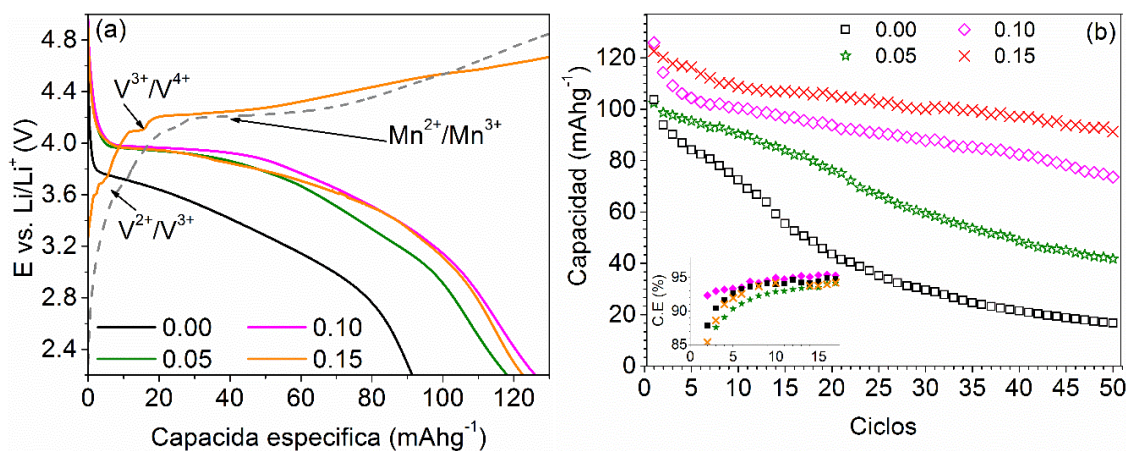 (a)
4.8
4.4
4.0
3.6
3.2
2.8
2.4
E vs. Li/Li⁺ (V)
V³⁺/V⁴⁺
Mn²⁺/Mn³⁺
V²⁺/V³⁺
0.00 0.10
0.05 0.15
0 20 40 60 80 100 120
Capacida especifica (mAhg⁻¹)
(b)
0.00 0.10
0.05 0.15
120
100
80
60
40
20
0
Capacidad (mAhg⁻¹)
95
90
85
C.E (%)
5 10 15
0 5 10 15 20 25 30 35 40 45 50
Ciclos